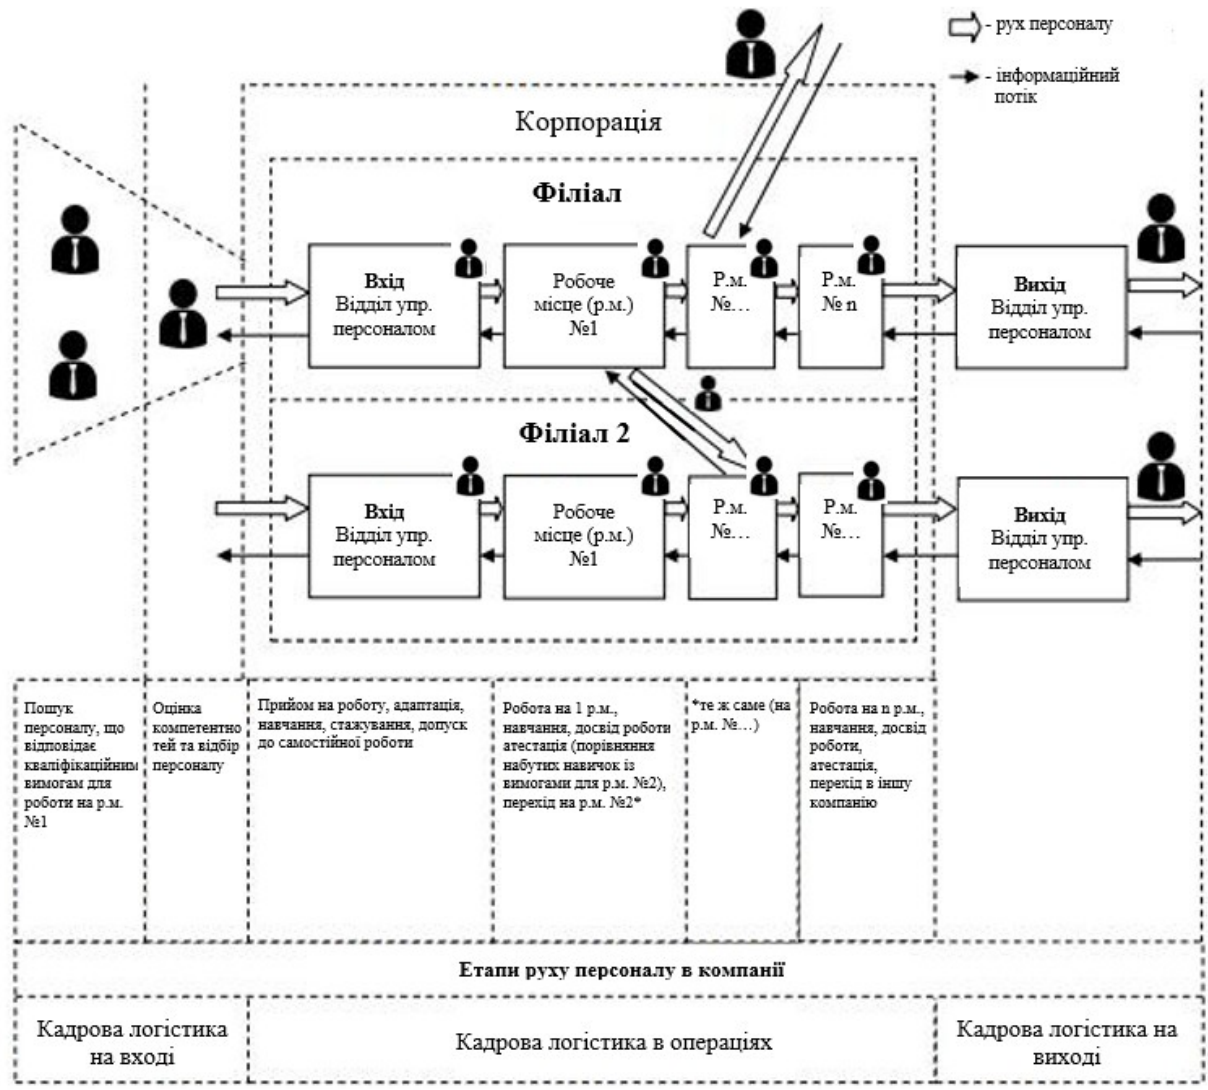 - рух персоналу
- інформаційний
потік
Корпорація
Філіал
Вхід
Відділ упр.
персоналом
Робоче
місце (р.м.)
№1
Р.м.
№...
Р.м.
№ n
Вихід
Відділ упр.
персоналом
Філіал 2
Вхід
Відділ упр.
персоналом
Робоче
місце (р.м.)
№1
Р.м.
№...
Р.м.
№...
Вихід
Відділ упр.
персоналом
Пошук
персоналу, що
відповідає
кваліфікаційним
вимогам для
роботи на р.м.
№1
Оцінка
компетентно
тей та відбір
персоналу
Прийом на роботу, адаптація,
навчання, стажування, допуск
до самостійної роботи
Робота на 1 р.м.,
навчання, досвід роботи
атестація (порівняння
набутих навичок із
вимогами для р.м. №2),
перехід на р.м. №2*
*те ж саме (на
р.м. №...)
Робота на n р.м.,
навчання, досвід
роботи,
атестація,
перехід в іншу
компанію
Етапи руху персоналу в компанії
Кадрова логістика
на вході
Кадрова логістика в операціях
Кадрова логістика на
виході